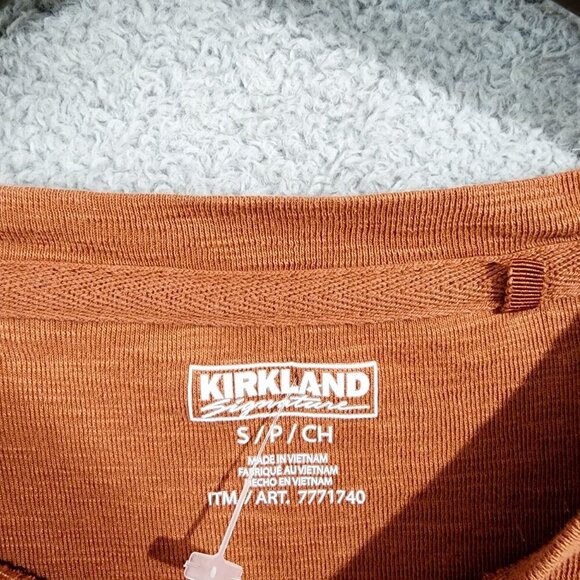 KIRKLAND
Signature
S / P / CH
MADE IN VIETNAM
FABRIQUÉ AU VIETNAM
HECHO EN VIETNAM
ITM. / ART. 7771740